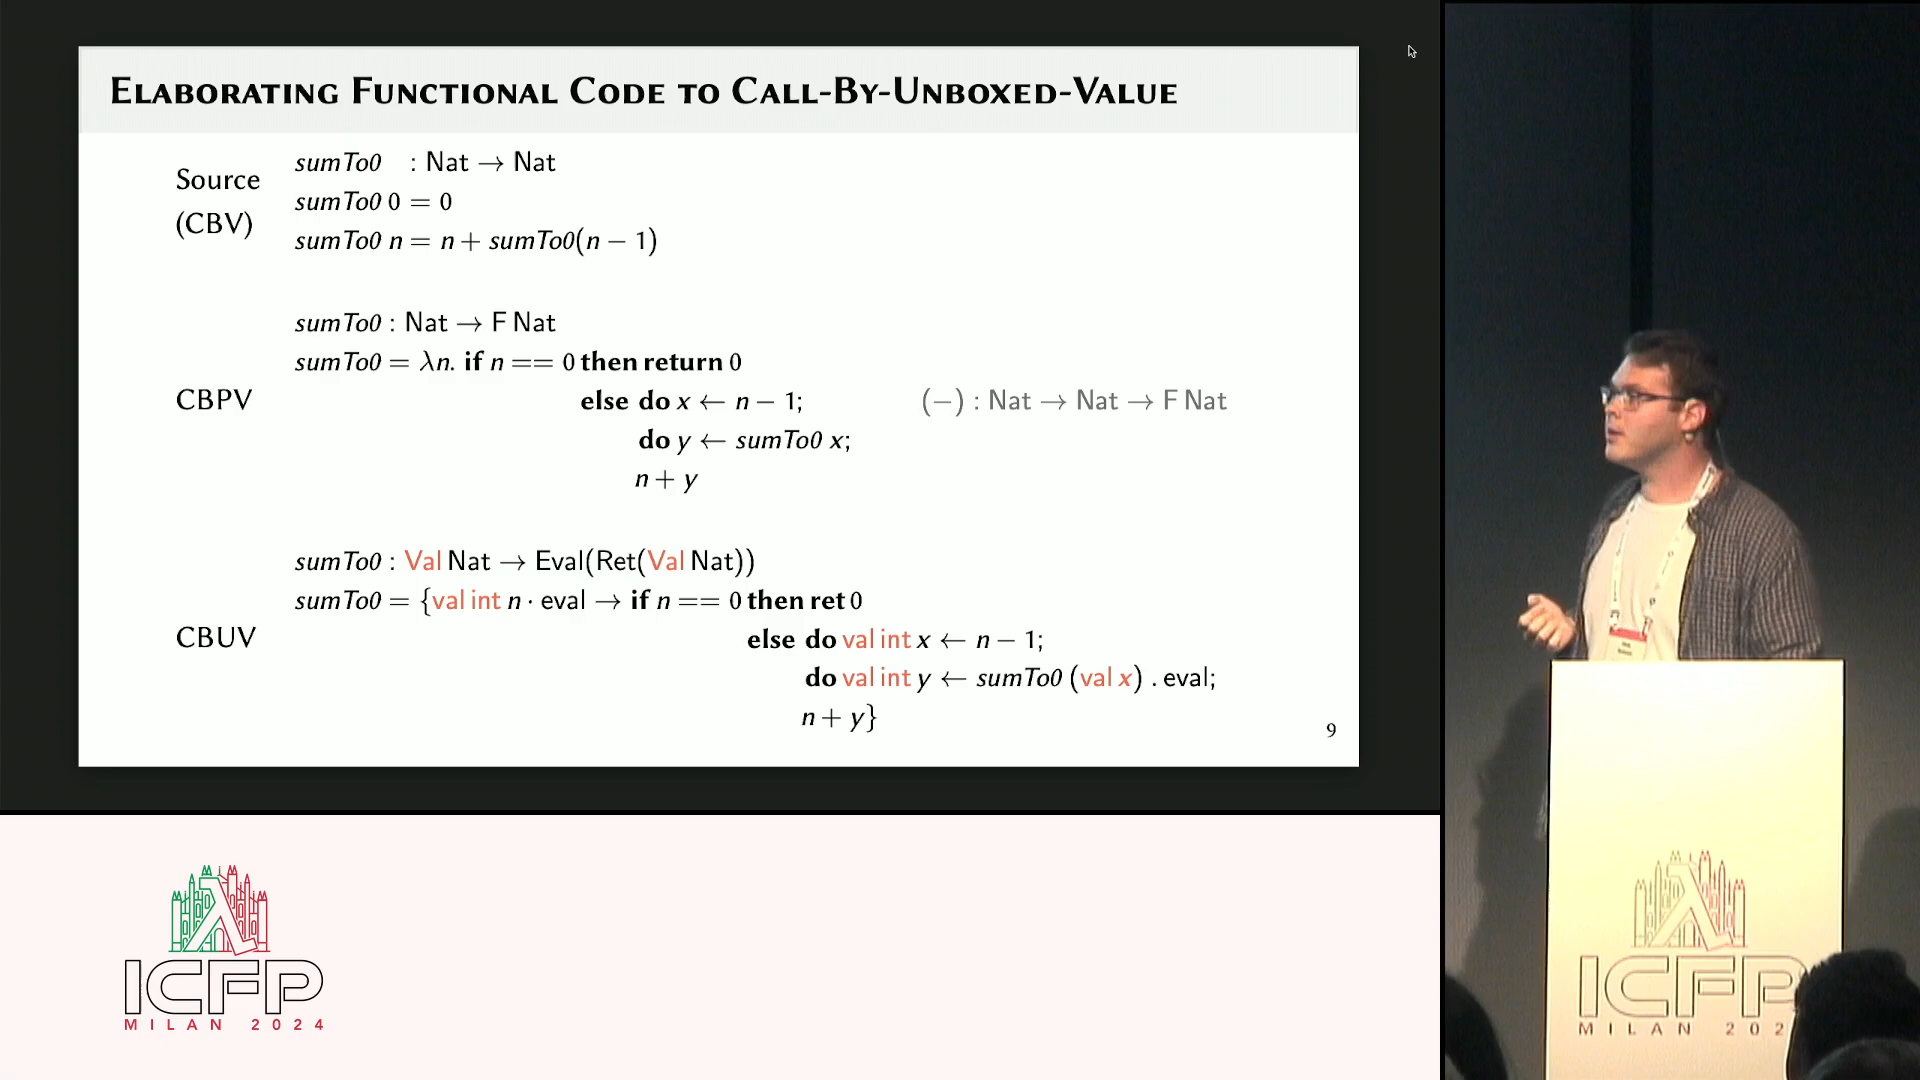 ELABORATING FUNCTIONAL CODE TO CALL-BY-UNBOXED-VALUE
Source
(CBV)
sumTo0 : Nat → Nat
sumTo0 0 = 0
sumTo0 n = n + sumTo0(n − 1)
CBPV
sumTo0 : Nat → F Nat
sumTo0 = λn. if n == 0 then return 0
else do x ← n − 1; (−) : Nat → Nat → F Nat
do y ← sumTo0 x;
n + y
CBUV
sumTo0 : Val Nat → Eval(Ret(Val Nat))
sumTo0 = {val int n · eval → if n == 0 then ret 0
else do val int x ← n − 1;
do val int y ← sumTo0 (val x) . eval;
n + y}
9
ICFP
MILAN 2024
ICFP
MILAN 202